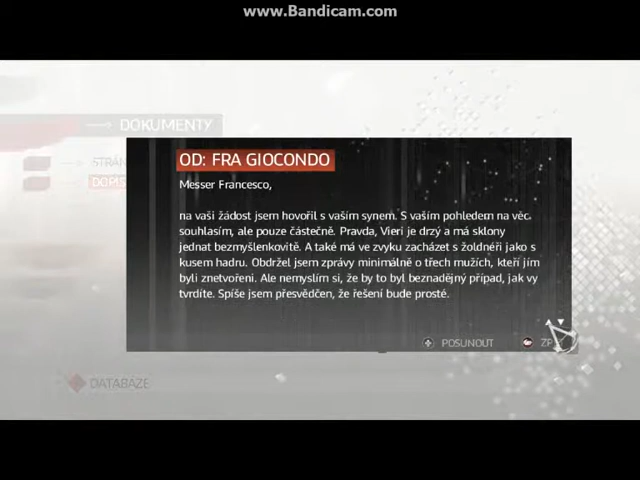 www.Bandicam.com
DOKUMENTY
OD: FRA GIOCONDO
Messer Francesco,
na vaši žádost jsem hovořil s vaším synem. S vaším pohledem na věc
souhlasím, ale pouze částečně. Pravda, Vieri je drzý a má sklony
jednat bezmyšlenkovitě. A také má ve zvyku zacházet s žoldnéři jako s
kusem hadru. Obdržel jsem zprávy minimálně o třech mužích, kteří jím
byli znetvořeni. Ale nemyslím si, že by to byl beznadějný případ, jak vy
tvrdíte. Spíše jsem přesvědčen, že řešení bude prosté.
POSUNOUT
DATABÁZE